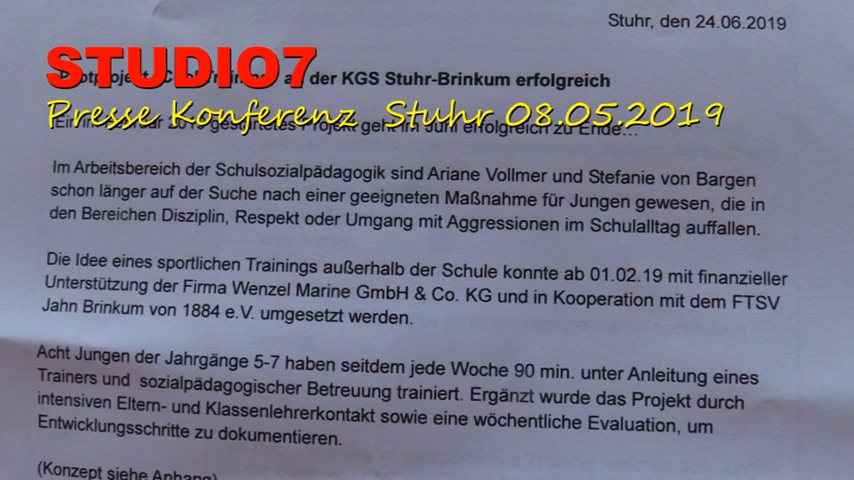 Stuhr, den 24.06.2019
STUDIO7
der KGS Stuhr-Brinkum erfolgreich
Presse Konferenz Stuhr 08.05.2019
gestartetes Projekt geht im Juni erfolgreich zu Ende...
Im Arbeitsbereich der Schulsozialpädagogik sind Ariane Vollmer und Stefanie von Bargen
schon länger auf der Suche nach einer geeigneten Maßnahme für Jungen gewesen, die in
den Bereichen Disziplin, Respekt oder Umgang mit Aggressionen im Schulalltag auffallen.
Die Idee eines sportlichen Trainings außerhalb der Schule konnte ab 01.02.19 mit finanzieller
Unterstützung der Firma Wenzel Marine GmbH & Co. KG und in Kooperation mit dem FTSV
Jahn Brinkum von 1884 e.V. umgesetzt werden.
Acht Jungen der Jahrgänge 5-7 haben seitdem jede Woche 90 min. unter Anleitung eines
Trainers und sozialpädagogischer Betreuung trainiert. Ergänzt wurde das Projekt durch
intensiven Eltern- und Klassenlehrerkontakt sowie eine wöchentliche Evaluation, um
Entwicklungsschritte zu dokumentieren.
(Konzept siehe Anhang)